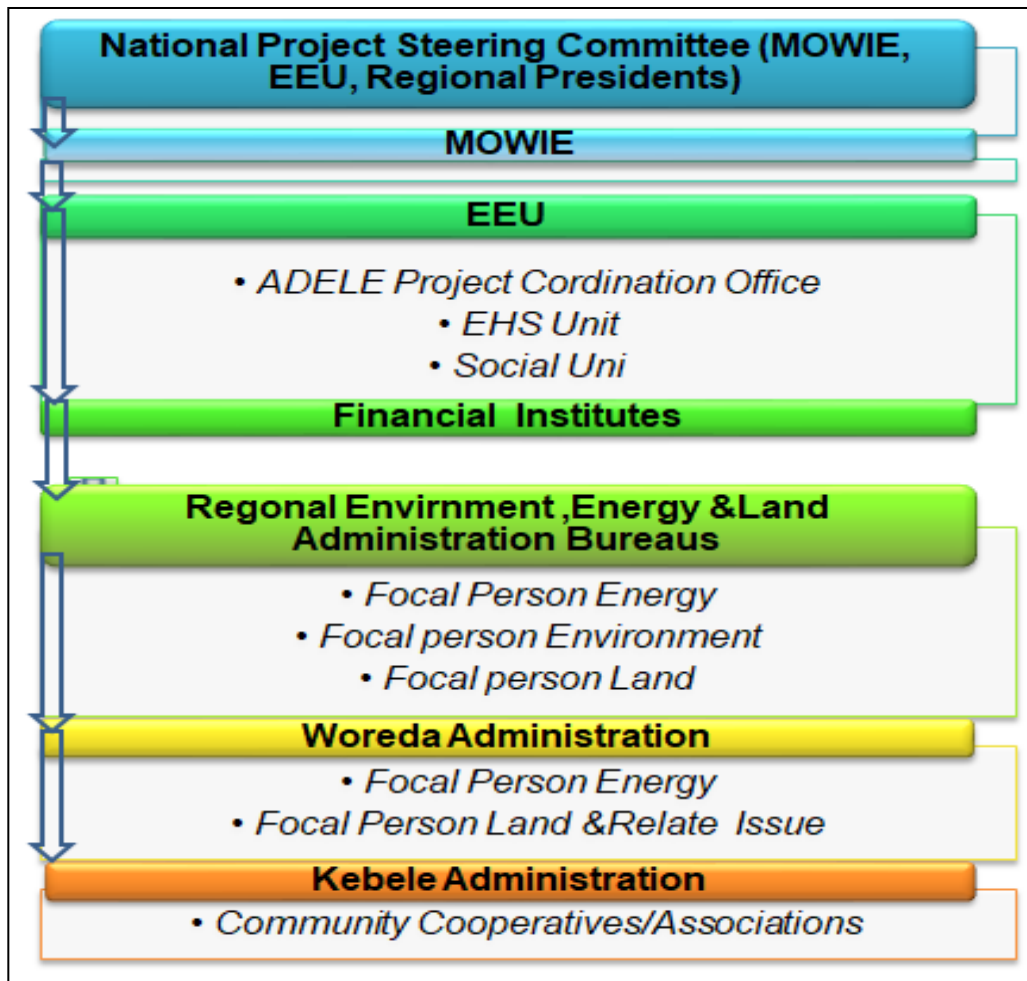 National Project Steering Committee (MOWIE,
EEU, Regional Presidents)
MOWIE
EEU
• ADELE Project Cordination Office
• EHS Unit
• Social Uni
Financial Institutes
Regonal Envirnment ,Energy &Land
Administration Bureaus
• Focal Person Energy
• Focal person Environment
• Focal person Land
Woreda Administration
• Focal Person Energy
• Focal Person Land &Relate Issue
Kebele Administration
• Community Cooperatives/Associations